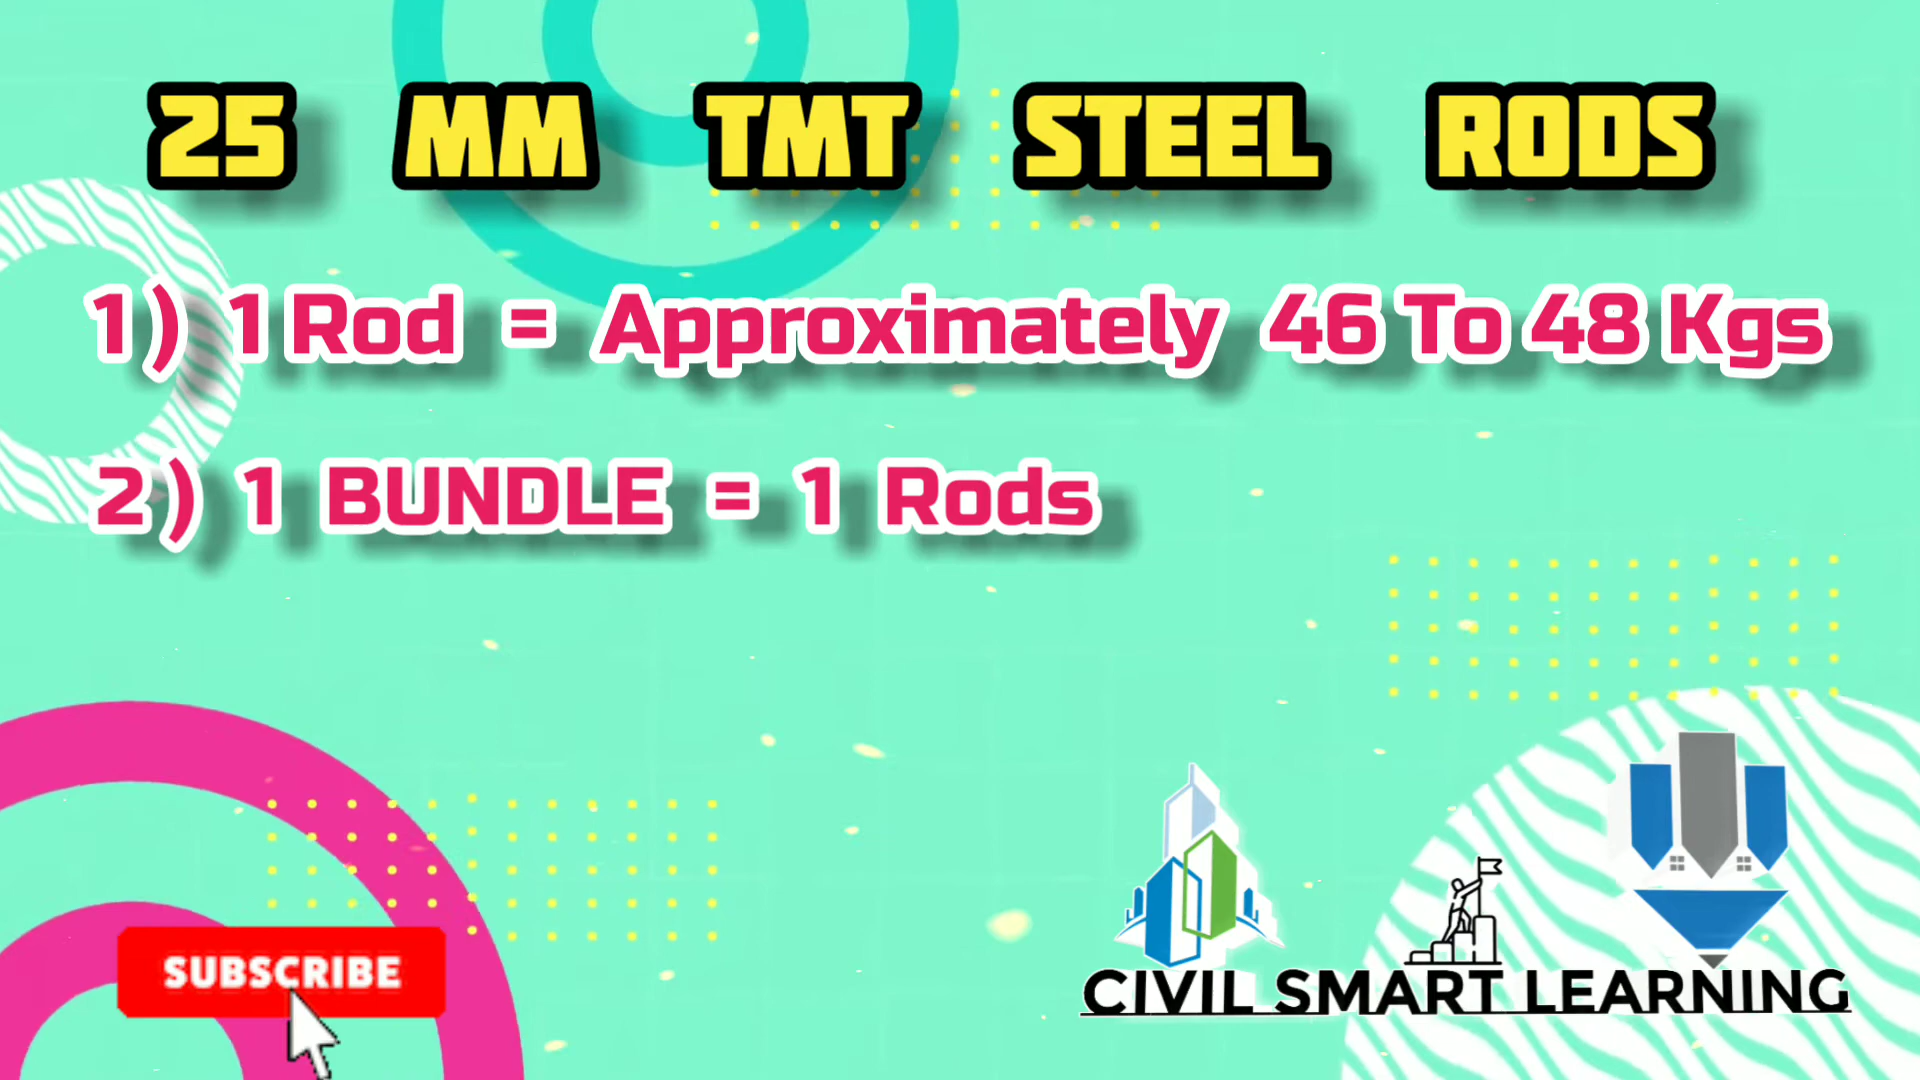 25 MM TMT STEEL RODS
1) 1 Rod = Approximately 46 To 48 Kgs
2) 1 BUNDLE = 1 Rods
SUBSCRIBE
CIVIL SMART LEARNING